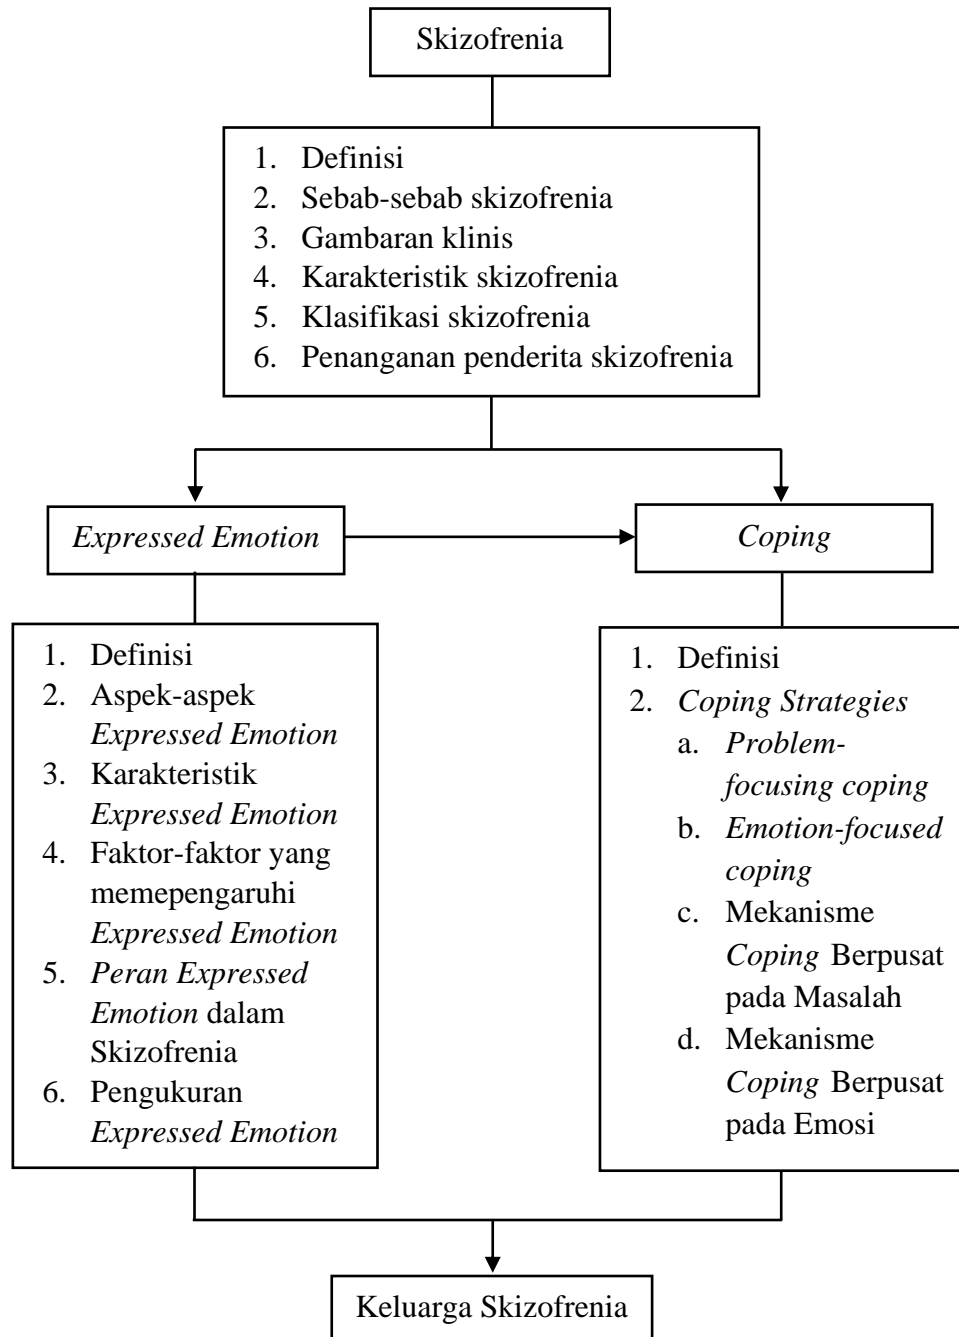 Skizofrenia
1. Definisi
2. Sebab-sebab skizofrenia
3. Gambaran klinis
4. Karakteristik skizofrenia
5. Klasifikasi skizofrenia
6. Penanganan penderita skizofrenia
Expressed Emotion
Coping
1. Definisi
2. Aspek-aspek
Expressed Emotion
3. Karakteristik
Expressed Emotion
4. Faktor-faktor yang
memepengaruhi
Expressed Emotion
5. Peran Expressed
Emotion dalam
Skizofrenia
6. Pengukuran
Expressed Emotion
1. Definisi
2. Coping Strategies
a. Problem-
focusing coping
b. Emotion-focused
coping
c. Mekanisme
Coping Berpusat
pada Masalah
d. Mekanisme
Coping Berpusat
pada Emosi
Keluarga Skizofrenia